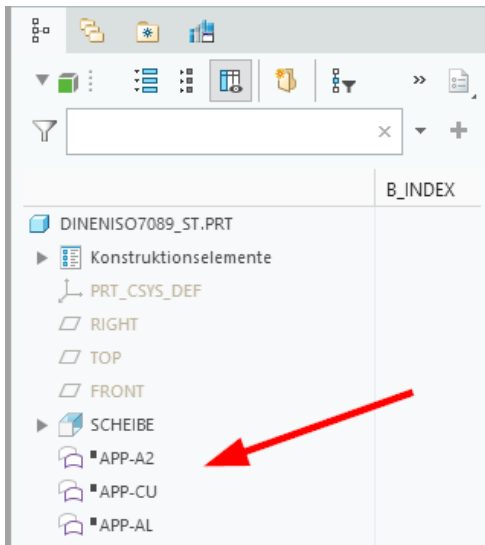 B_INDEX
DINENISO7089_ST.PRT
Konstruktionselemente
PRT_CSYS_DEF
RIGHT
TOP
FRONT
SCHEIBE
APP-A2
APP-CU
APP-AL